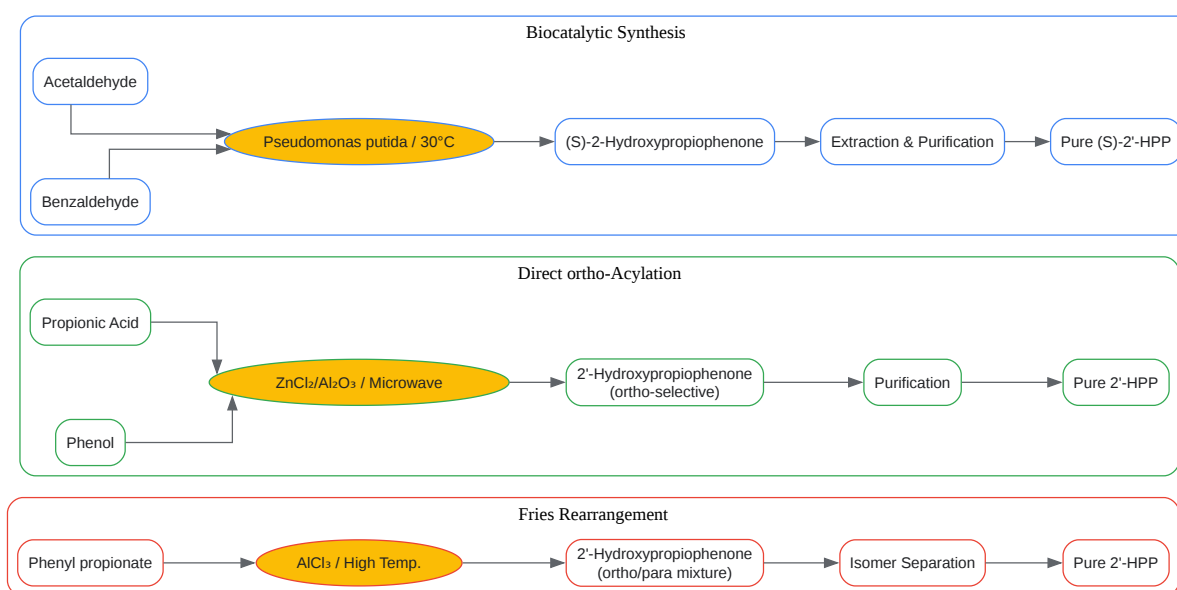 Biocatalytic Synthesis
Acetaldehyde
Benzaldehyde
Pseudomonas putida / 30°C
(S)-2-Hydroxypropiophenone
Extraction & Purification
Pure (S)-2'-HPP
Direct ortho-Acylation
Propionic Acid
Phenol
ZnCl₂/Al₂O₃ / Microwave
2'-Hydroxypropiophenone
(ortho-selective)
Purification
Pure 2'-HPP
Fries Rearrangement
Phenyl propionate
AlCl₃ / High Temp.
2'-Hydroxypropiophenone
(ortho/para mixture)
Isomer Separation
Pure 2'-HPP